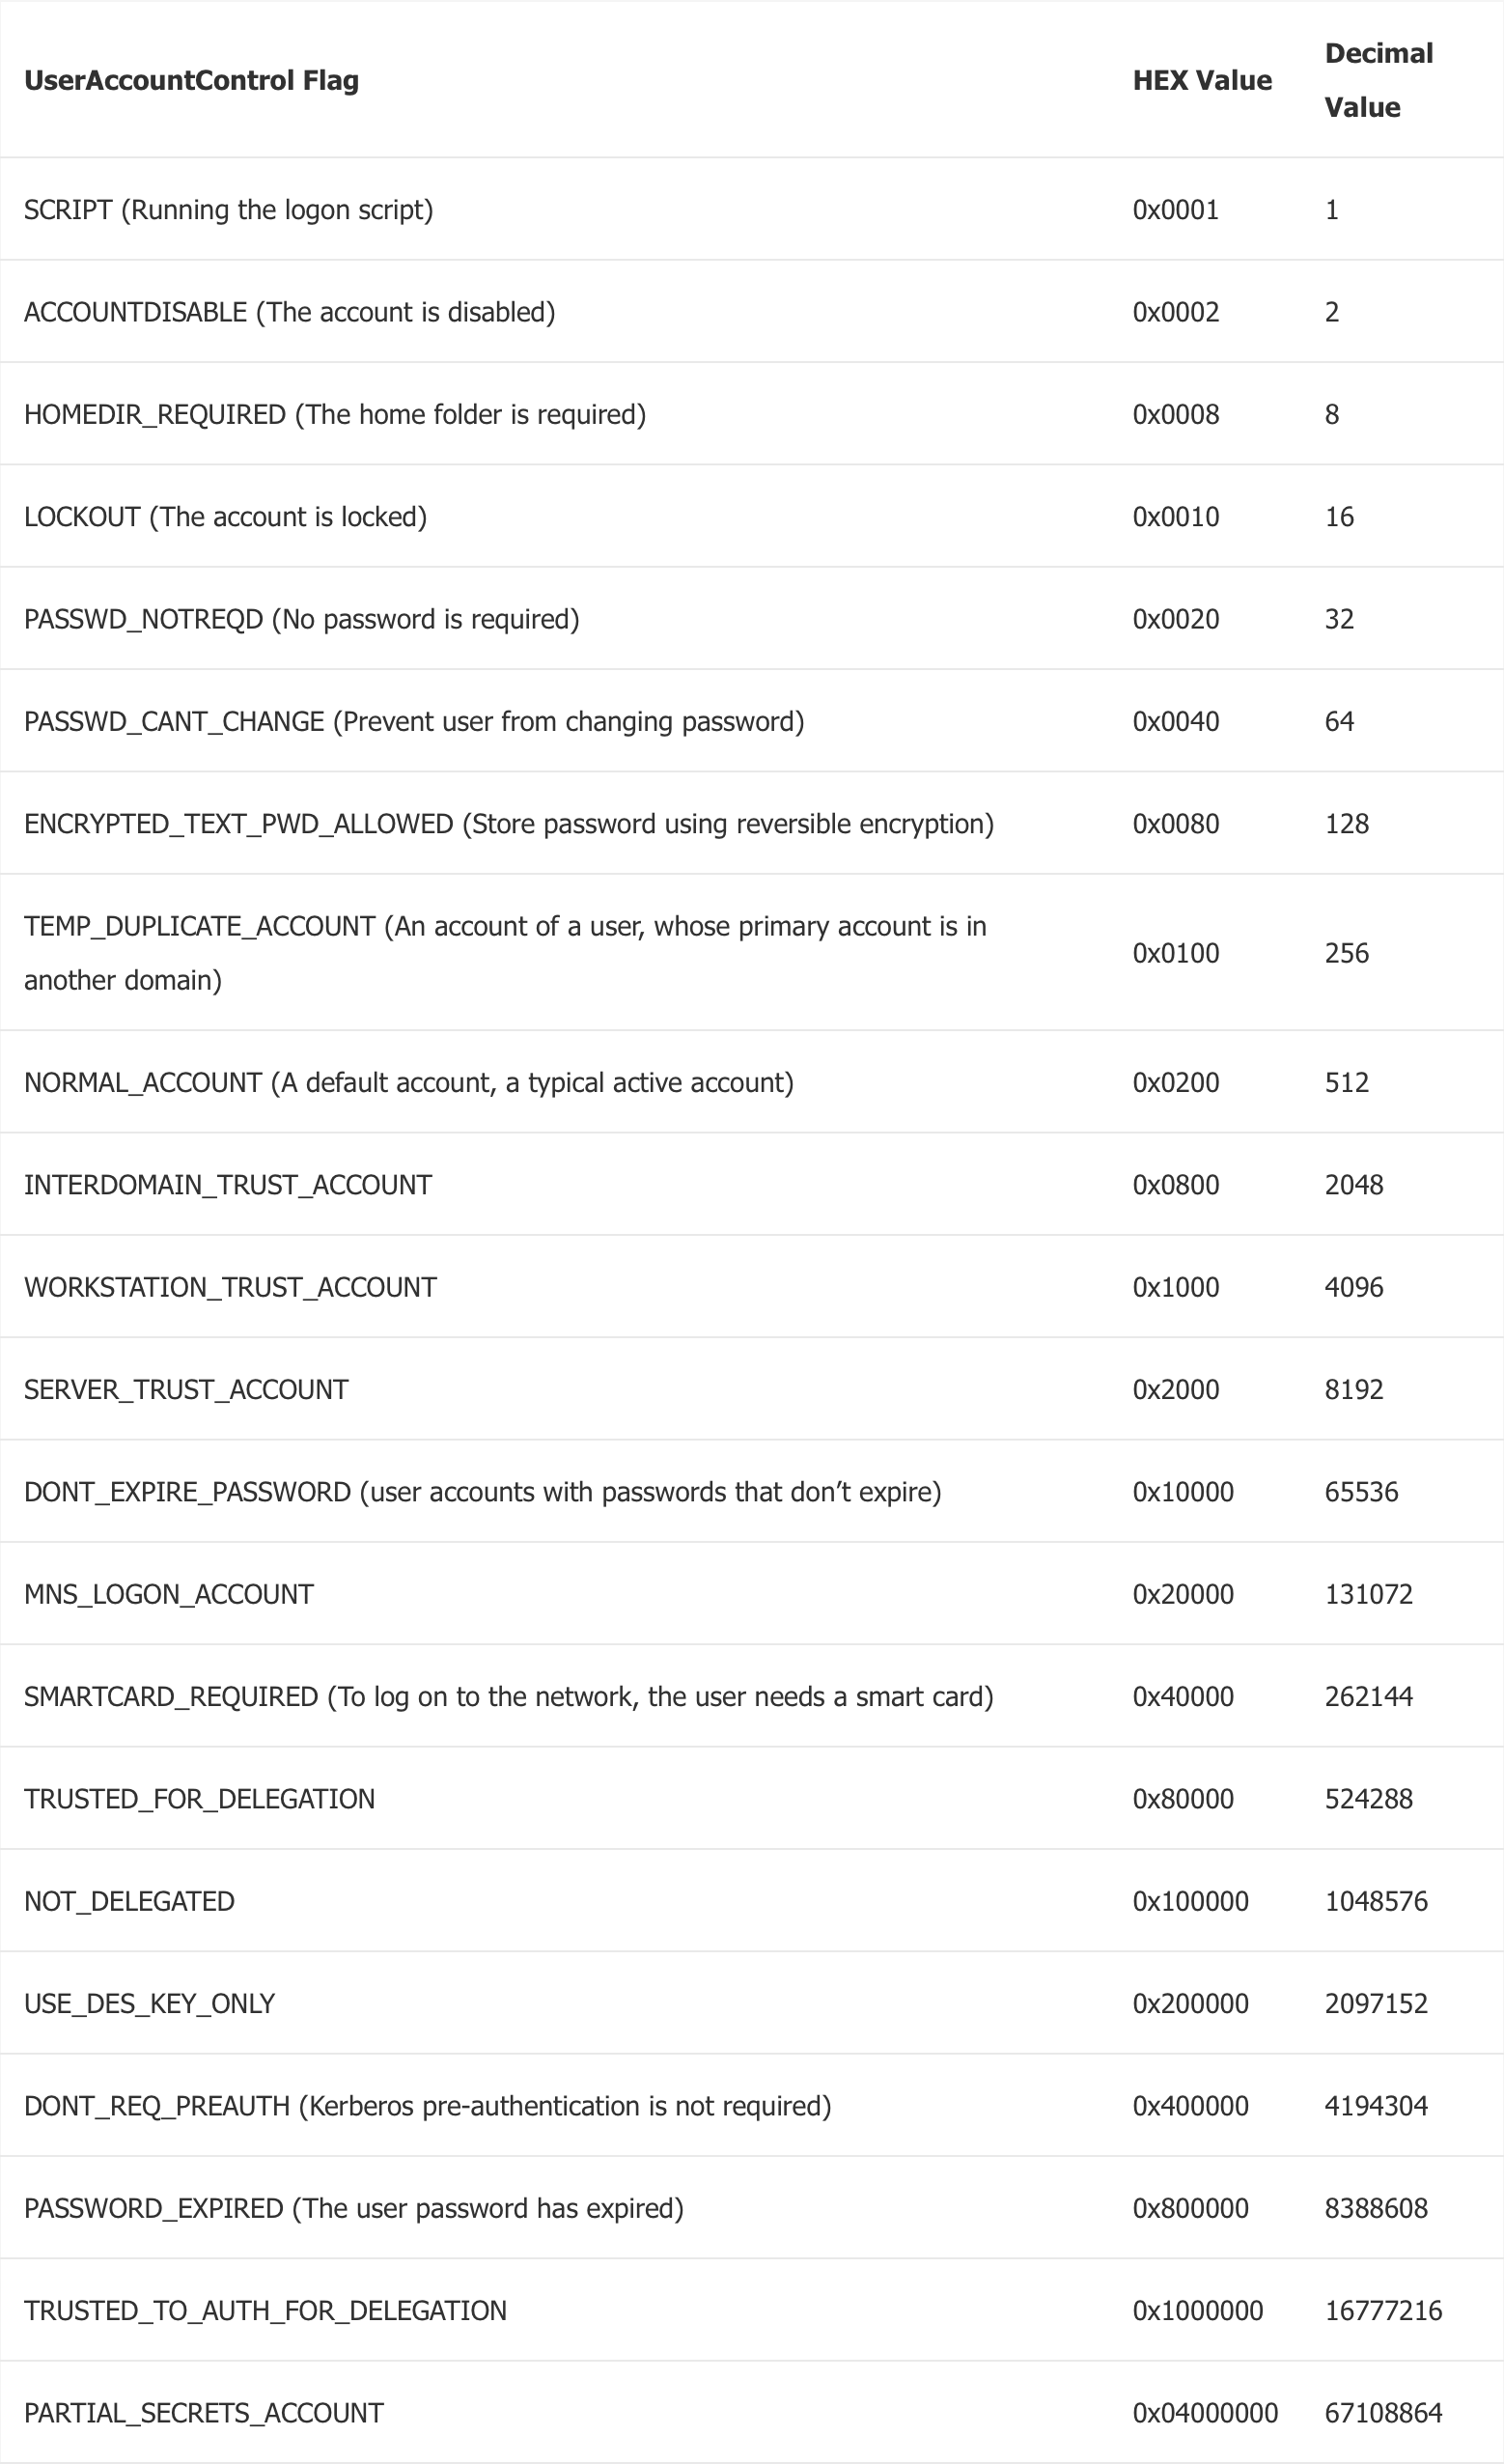 UserAccountControl Flag HEX Value Decimal Value
SCRIPT (Running the logon script) 0x0001 1
ACCOUNTDISABLE (The account is disabled) 0x0002 2
HOMEDIR_REQUIRED (The home folder is required) 0x0008 8
LOCKOUT (The account is locked) 0x0010 16
PASSWD_NOTREQD (No password is required) 0x0020 32
PASSWD_CANT_CHANGE (Prevent user from changing password) 0x0040 64
ENCRYPTED_TEXT_PWD_ALLOWED (Store password using reversible encryption) 0x0080 128
TEMP_DUPLICATE_ACCOUNT (An account of a user, whose primary account is in
another domain) 0x0100 256
NORMAL_ACCOUNT (A default account, a typical active account) 0x0200 512
INTERDOMAIN_TRUST_ACCOUNT 0x0800 2048
WORKSTATION_TRUST_ACCOUNT 0x1000 4096
SERVER_TRUST_ACCOUNT 0x2000 8192
DONT_EXPIRE_PASSWORD (user accounts with passwords that don’t expire) 0x10000 65536
MNS_LOGON_ACCOUNT 0x20000 131072
SMARTCARD_REQUIRED (To log on to the network, the user needs a smart card) 0x40000 262144
TRUSTED_FOR_DELEGATION 0x80000 524288
NOT_DELEGATED 0x100000 1048576
USE_DES_KEY_ONLY 0x200000 2097152
DONT_REQ_PREAUTH (Kerberos pre-authentication is not required) 0x400000 4194304
PASSWORD_EXPIRED (The user password has expired) 0x800000 8388608
TRUSTED_TO_AUTH_FOR_DELEGATION 0x1000000 16777216
PARTIAL_SECRETS_ACCOUNT 0x04000000 67108864